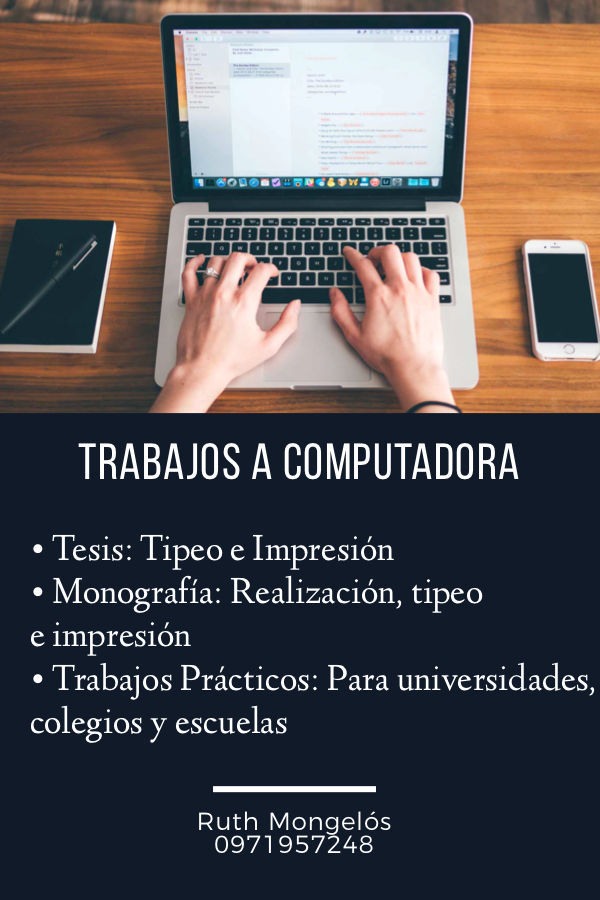 TRABAJOS A COMPUTADORA
• Tesis: Tipeo e Impresión
• Monografía: Realización, tipeo
e impresión
• Trabajos Prácticos: Para universidades,
colegios y escuelas
Ruth Mongelós
0971957248